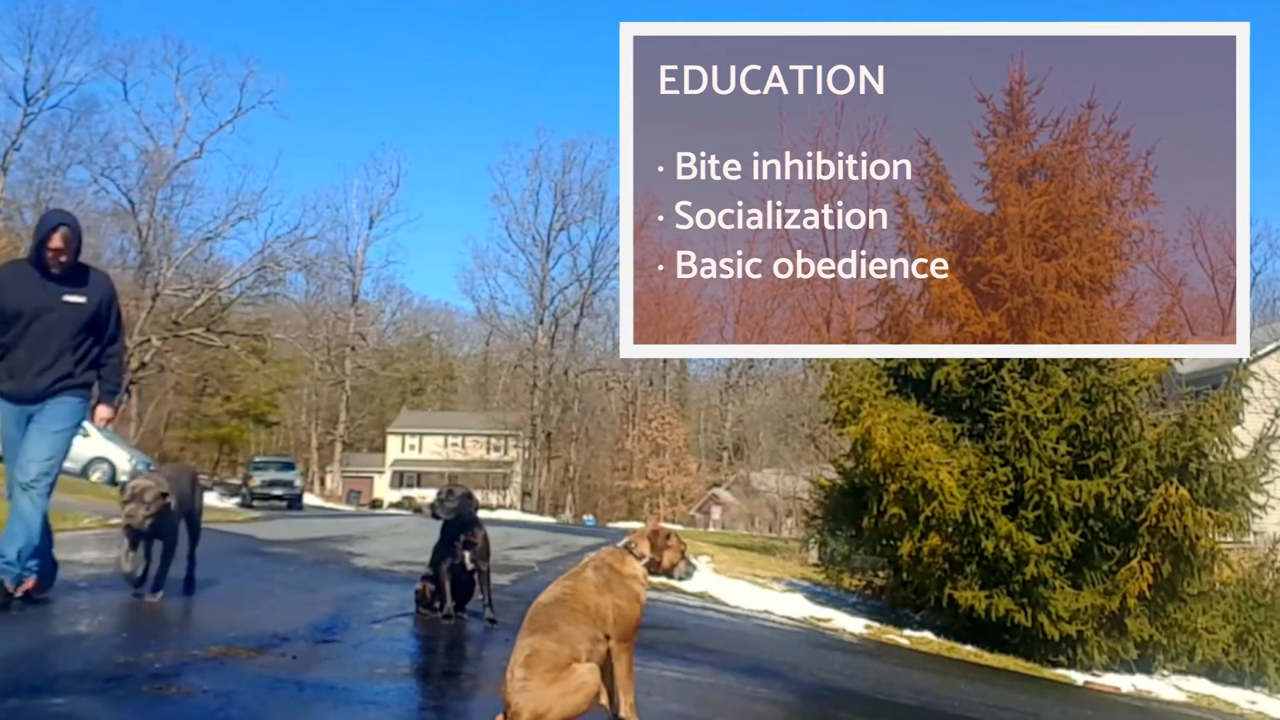 EDUCATION
· Bite inhibition
· Socialization
· Basic obedience